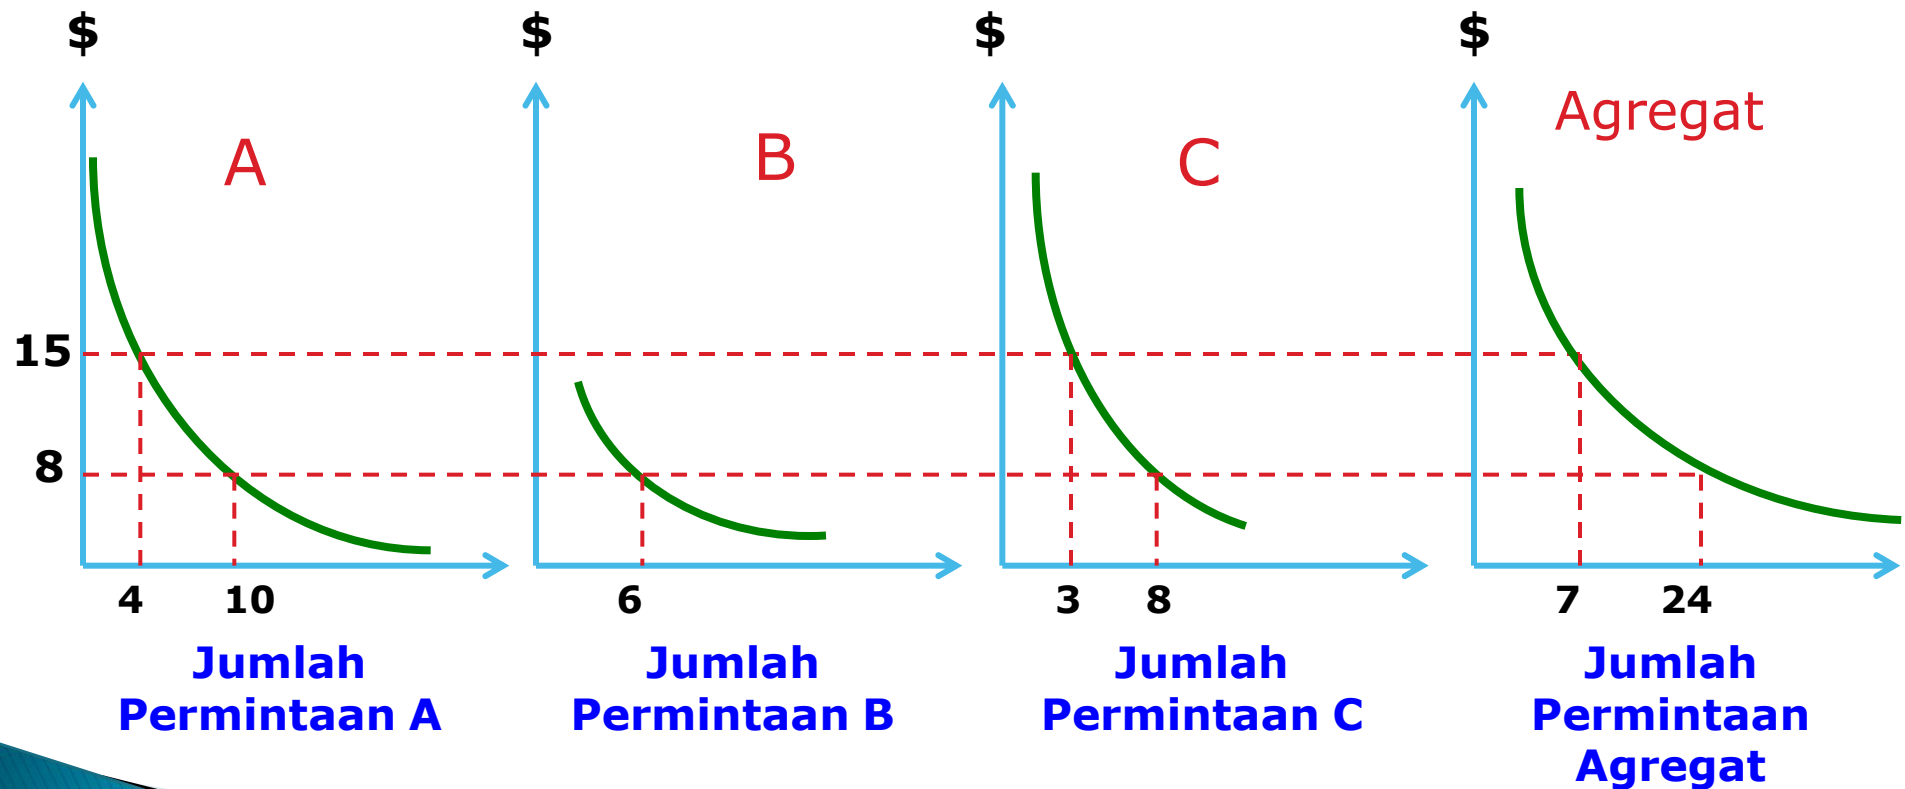 $
$
$
$
A
B
C
Agregat
15
8
4
10
6
3
8
7
24
Jumlah
Permintaan A
Jumlah
Permintaan B
Jumlah
Permintaan C
Jumlah
Permintaan
Agregat